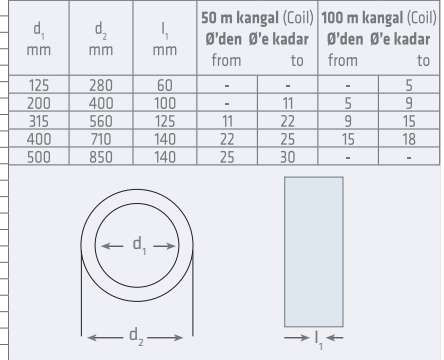 d1 d2 l1 50 m kangal (Coil) 100 m kangal (Coil)
mm mm mm Ø'den Ø'e kadar Ø'den Ø'e kadar
from to from to
125 280 60 - - - 5
200 400 100 - 11 5 9
315 560 125 11 22 9 15
400 710 140 22 25 15 18
500 850 140 25 30 - -
d1
d2
l1